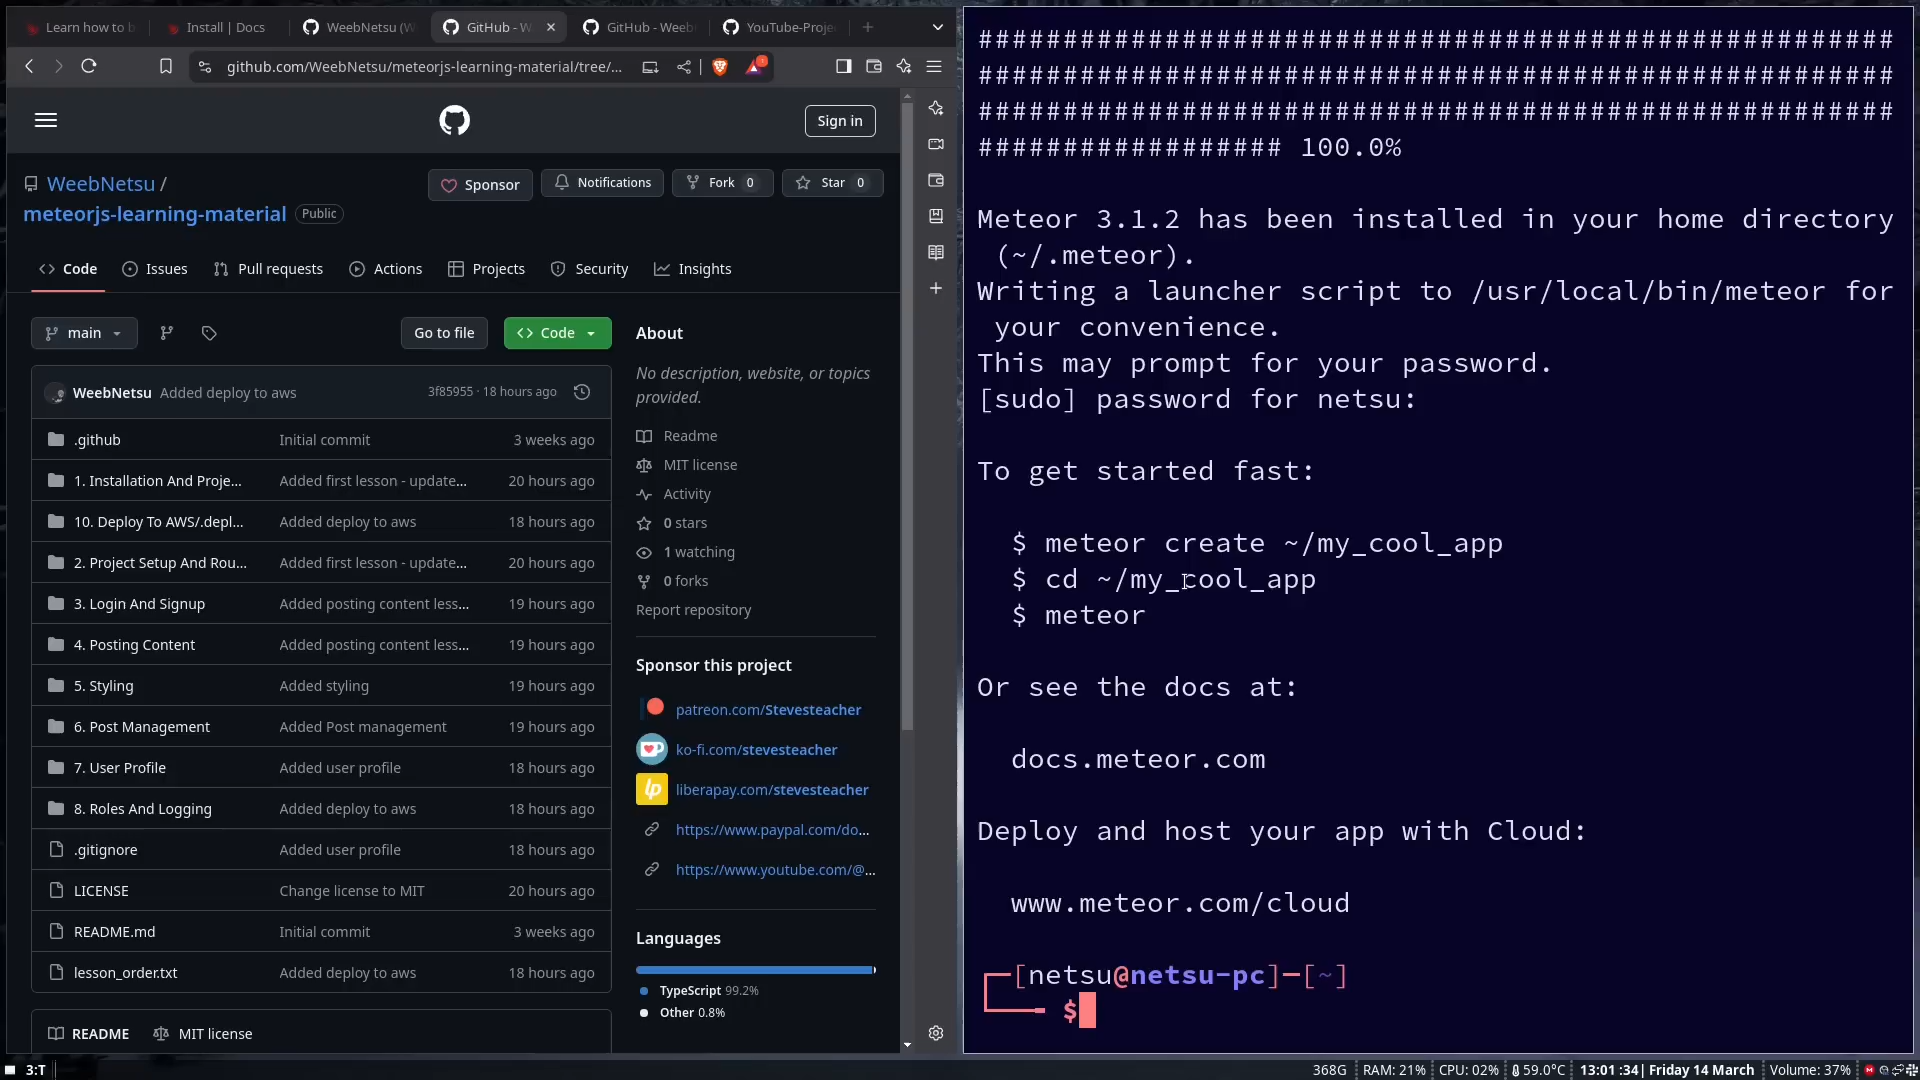 Learn how to b
Install | Docs
WeebNetsu (W
GitHub - W
GitHub - Weeb
YouTube-Proje
github.com/WeebNetsu/meteorjs-learning-material/tree/...
Sign in
WeebNetsu /
meteorjs-learning-material Public
Sponsor
Notifications
Fork 0
Star 0
Code
Issues
Pull requests
Actions
Projects
Security
Insights
main
Go to file
Code
WeebNetsu Added deploy to aws 3f85955 · 18 hours ago
.github Initial commit 3 weeks ago
1. Installation And Proje... Added first lesson - update... 20 hours ago
10. Deploy To AWS/.depl... Added deploy to aws 18 hours ago
2. Project Setup And Rou... Added first lesson - update... 20 hours ago
3. Login And Signup Added posting content less... 19 hours ago
4. Posting Content Added posting content less... 19 hours ago
5. Styling Added styling 19 hours ago
6. Post Management Added Post management 19 hours ago
7. User Profile Added user profile 18 hours ago
8. Roles And Logging Added deploy to aws 18 hours ago
.gitignore Added user profile 18 hours ago
LICENSE Change license to MIT 20 hours ago
README.md Initial commit 3 weeks ago
lesson_order.txt Added deploy to aws 18 hours ago
README MIT license
About
No description, website, or topics
provided.
Readme
MIT license
Activity
0 stars
1 watching
0 forks
Report repository
Sponsor this project
patreon.com/Stevesteacher
ko-fi.com/stevesteacher
lp liberapay.com/stevesteacher
https://www.paypal.com/do...
https://www.youtube.com/@...
Languages
TypeScript 99.2%
Other 0.8%
######################################################
######################################################
######################################################
################## 100.0%
Meteor 3.1.2 has been installed in your home directory
(~/.meteor).
Writing a launcher script to /usr/local/bin/meteor for
your convenience.
This may prompt for your password.
[sudo] password for netsu:
To get started fast:
$ meteor create ~/my_cool_app
$ cd ~/my_cool_app
$ meteor
Or see the docs at:
docs.meteor.com
Deploy and host your app with Cloud:
www.meteor.com/cloud
[netsu@netsu-pc]-[~]
$
3:T
368G RAM: 21% CPU: 02% 59.0°C 13:01 :34| Friday 14 March Volume: 37%